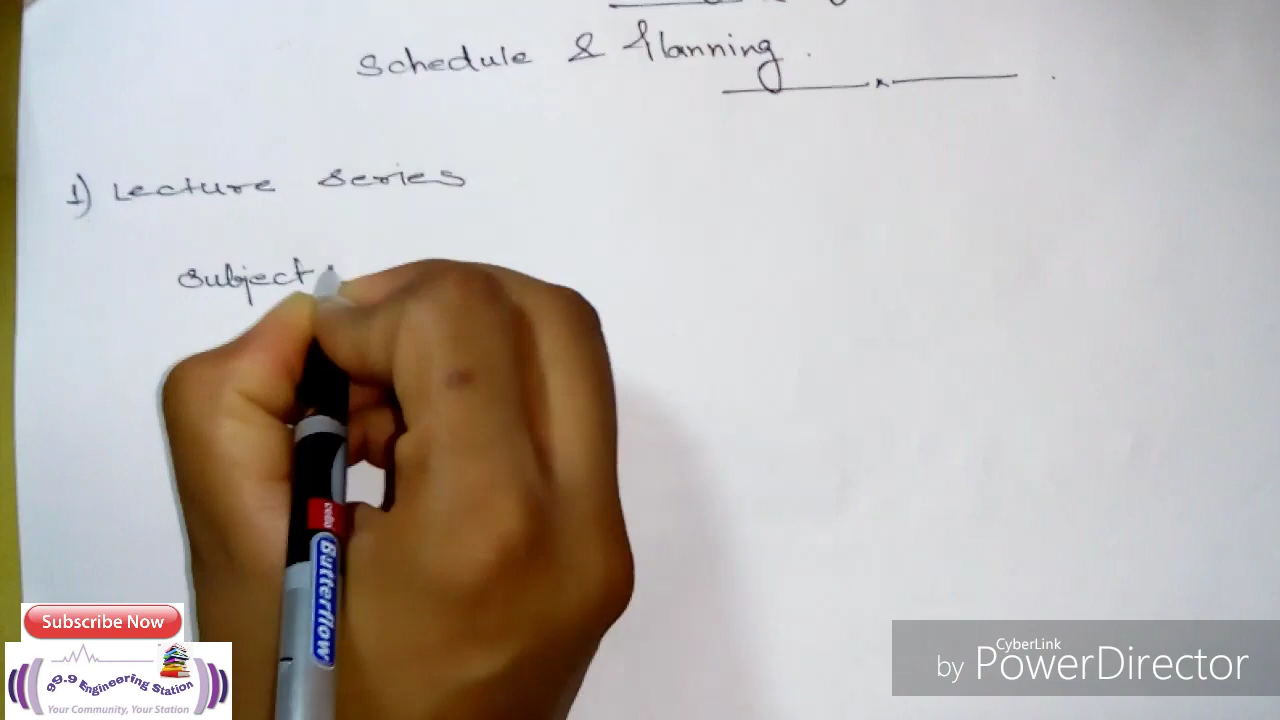 Schedule & Planning.
1) Lecture series
Subject
cello
Butterflow
Subscribe Now
99.9 Engineering Station
Your Community, Your Station
CyberLink
by PowerDirector